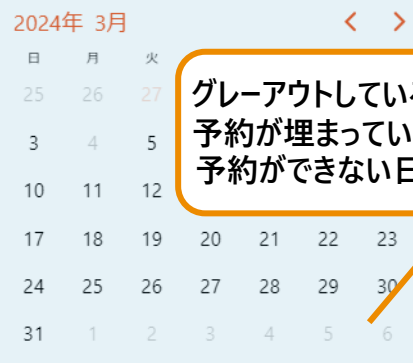 2024年 3月
< >
日 月 火
25 26 27
グレーアウトしている
予約が埋まってい
予約ができない日
3 4 5
10 11 12
17 18 19 20 21 22 23
24 25 26 27 28 29 30
31 1 2 3 4 5 6